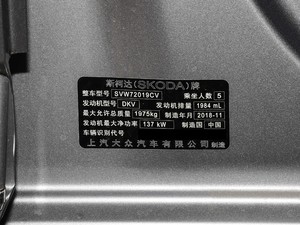 斯柯达(SKODA)牌
整车型号 SVW72019CV 乘坐人数 5
发动机型号 DKV 发动机排量 1984 mL
最大允许总质量 1975kg 制造年月 2018-11
发动机最大净功率 137 kW 制造国 中国
车辆识别代号
上汽大众汽车有限公司 制造